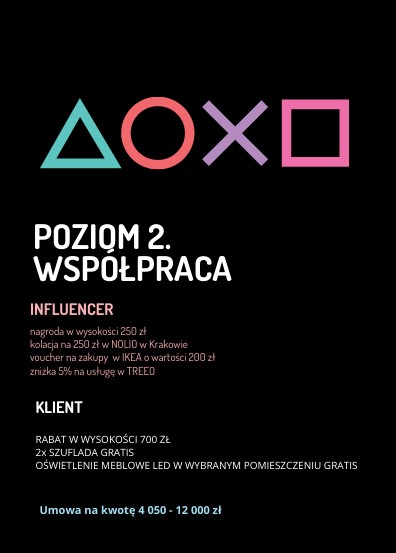 POZIOM 2.
WSPÓŁPRACA
INFLUENCER
nagroda w wysokości 250 zł
kolacja na 250 zł w NOLIO w Krakowie
voucher na zakupy w IKEA o wartości 200 zł
zniżka 5% na usługę w TREEO
KLIENT
RABAT W WYSOKOŚCI 700 ZŁ
2x SZUFLADA GRATIS
OŚWIETLENIE MEBLOWE LED W WYBRANYM POMIESZCZENIU GRATIS
Umowa na kwotę 4 050 - 12 000 zł